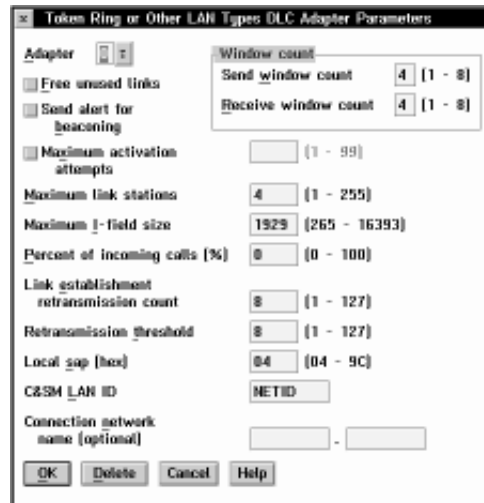 Token Ring or Other LAN Types DLC Adapter Parameters
Adapter
Window count
Send window count 4 (1 - 8)
Receive window count 4 (1 - 8)
Free unused links
Send alert for
beaconing
Maximum activation
attempts
(1 - 99)
Maximum link stations 4 (1 - 255)
Maximum I-field size 1929 (265 - 16393)
Percent of incoming calls (%) 0 (0 - 100)
Link establishment
retransmission count 8 (1 - 127)
Retransmission threshold 8 (1 - 127)
Local sap (hex) 04 (04 - 9C)
C&SM LAN ID NETID
Connection network
name (optional) .
OK Delete Cancel Help